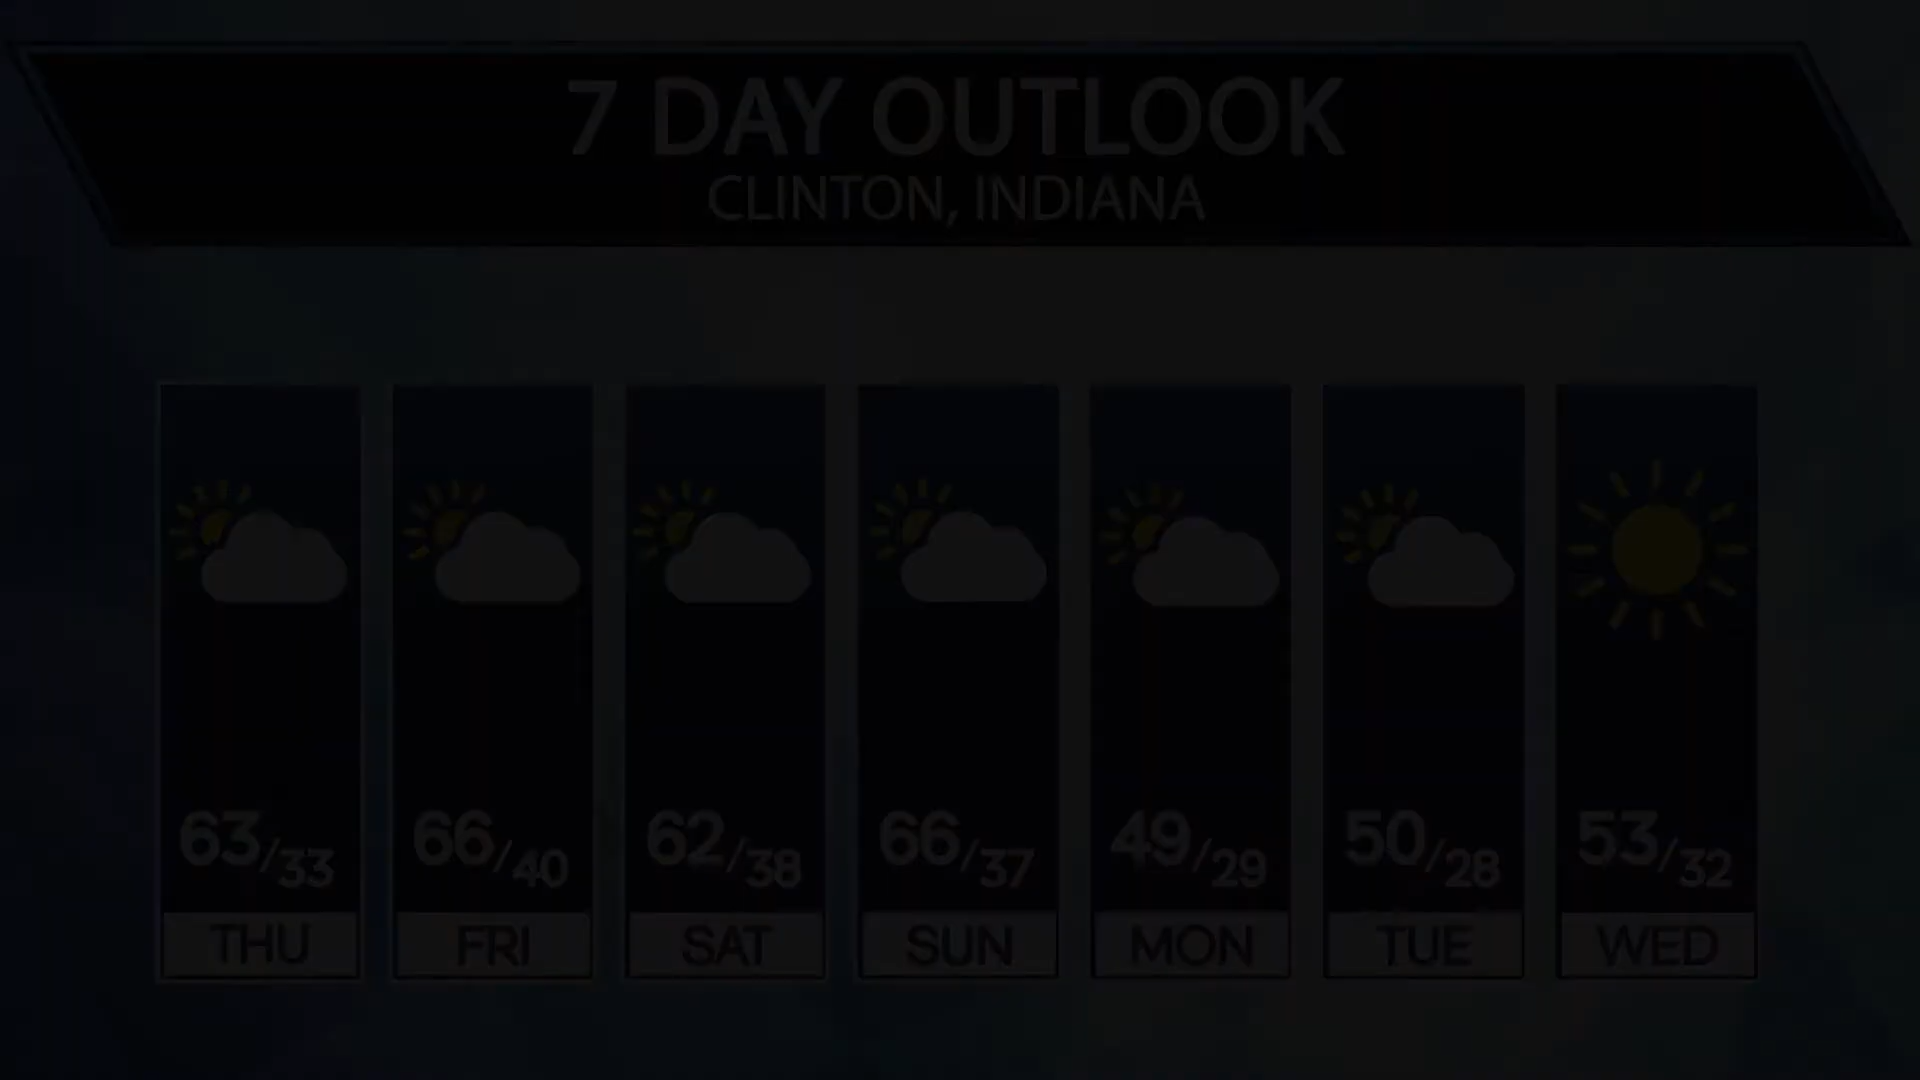 7 DAY OUTLOOK
CLINTON, INDIANA
63/33 66/40 62/38 66/37 49/29 50/28 53/32
THU FRI SAT SUN MON TUE WED